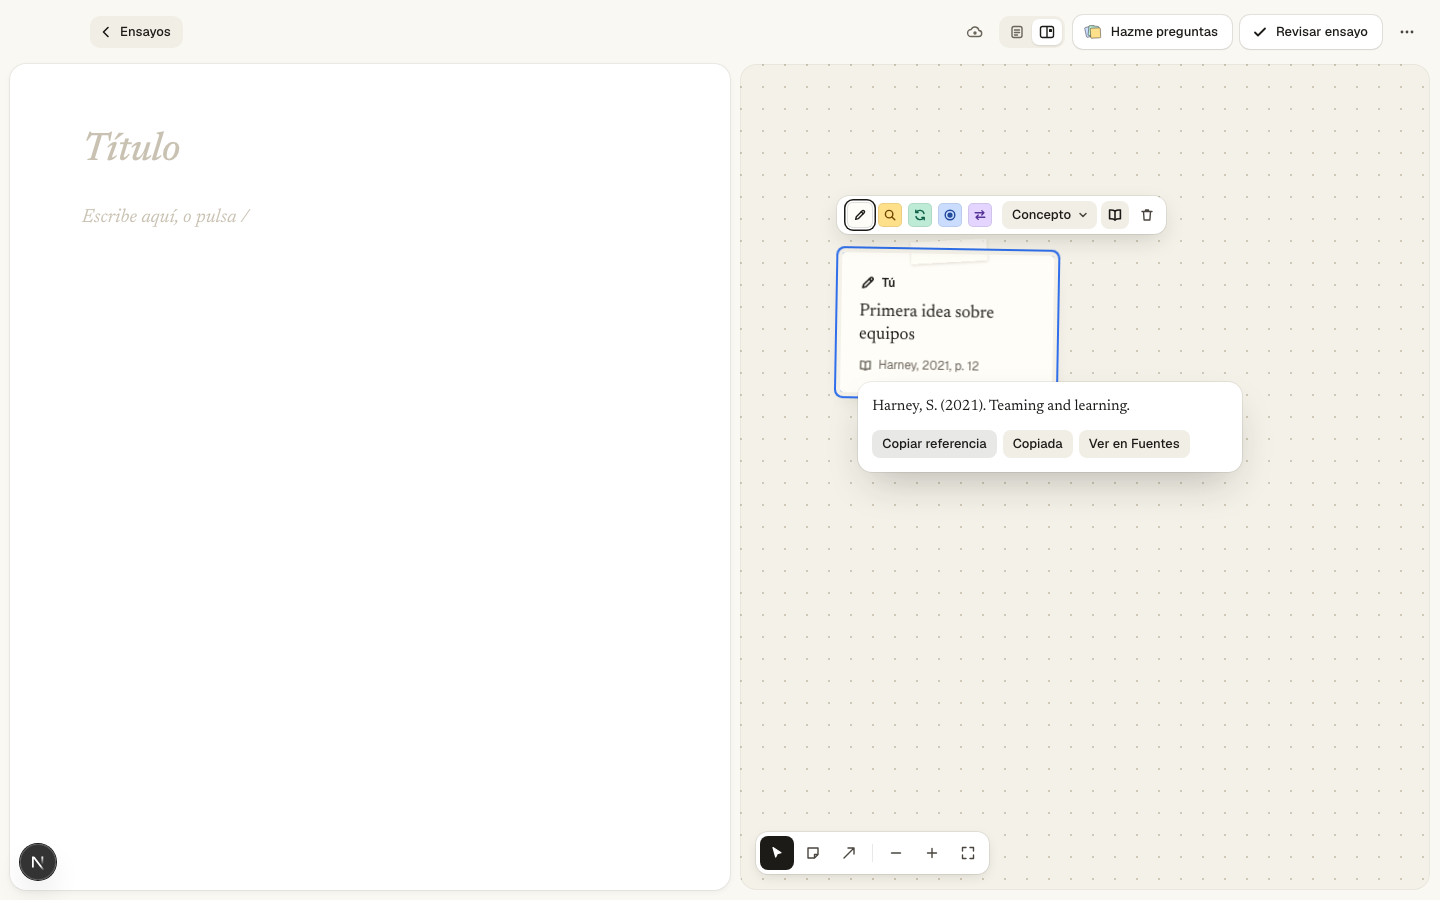 Ensayos
Hazme preguntas
Revisar ensayo
Título
Escribe aquí, o pulsa /
Concepto
Tú
Primera idea sobre
equipos
Harney, 2021, p. 12
Harney, S. (2021). Teaming and learning.
Copiar referencia
Copiada
Ver en Fuentes
N